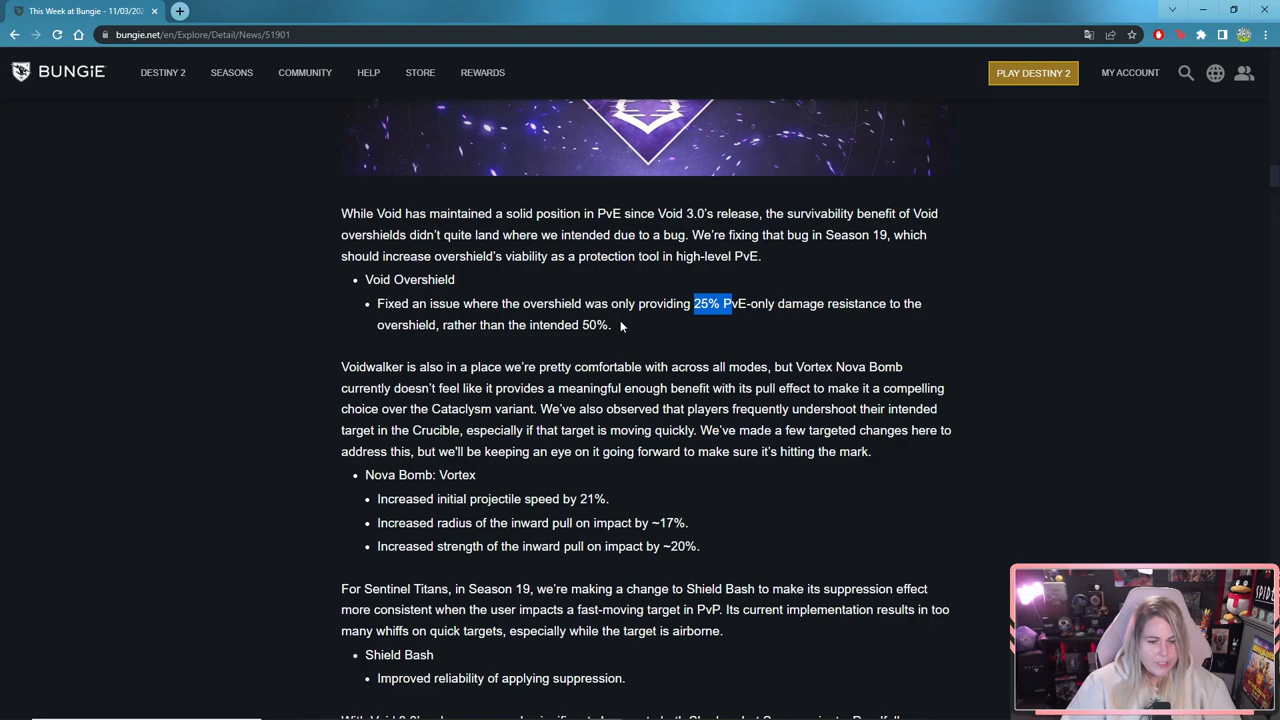 This Week at Bungie - 11/03/202
bungie.net/en/Explore/Detail/News/51901
BUNGiE
DESTINY 2
SEASONS
COMMUNITY
HELP
STORE
REWARDS
PLAY DESTINY 2
MY ACCOUNT
While Void has maintained a solid position in PvE since Void 3.0's release, the survivability benefit of Void
overshields didn't quite land where we intended due to a bug. We're fixing that bug in Season 19, which
should increase overshield's viability as a protection tool in high-level PvE.
• Void Overshield
• Fixed an issue where the overshield was only providing 25% PvE-only damage resistance to the
overshield, rather than the intended 50%.
Voidwalker is also in a place we're pretty comfortable with across all modes, but Vortex Nova Bomb
currently doesn't feel like it provides a meaningful enough benefit with its pull effect to make it a compelling
choice over the Cataclysm variant. We've also observed that players frequently undershoot their intended
target in the Crucible, especially if that target is moving quickly. We've made a few targeted changes here to
address this, but we'll be keeping an eye on it going forward to make sure it's hitting the mark.
• Nova Bomb: Vortex
• Increased initial projectile speed by 21%.
• Increased radius of the inward pull on impact by ~17%.
• Increased strength of the inward pull on impact by ~20%.
For Sentinel Titans, in Season 19, we're making a change to Shield Bash to make its suppression effect
more consistent when the user impacts a fast-moving target in PvP. Its current implementation results in too
many whiffs on quick targets, especially while the target is airborne.
• Shield Bash
• Improved reliability of applying suppression.